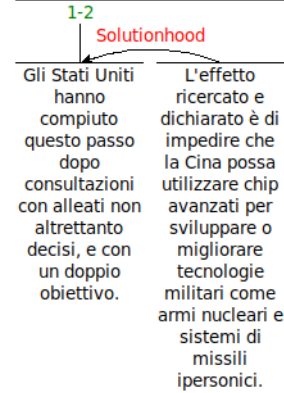 1-2
Solutionhood
Gli Stati Uniti
hanno
compiuto
questo passo
dopo
consultazioni
con alleati non
altrettanto
decisi, e con
un doppio
obiettivo.
L'effetto
ricercato e
dichiarato è di
impedire che
la Cina possa
utilizzare chip
avanzati per
sviluppare o
migliorare
tecnologie
militari come
armi nucleari e
sistemi di
missili
ipersonici.